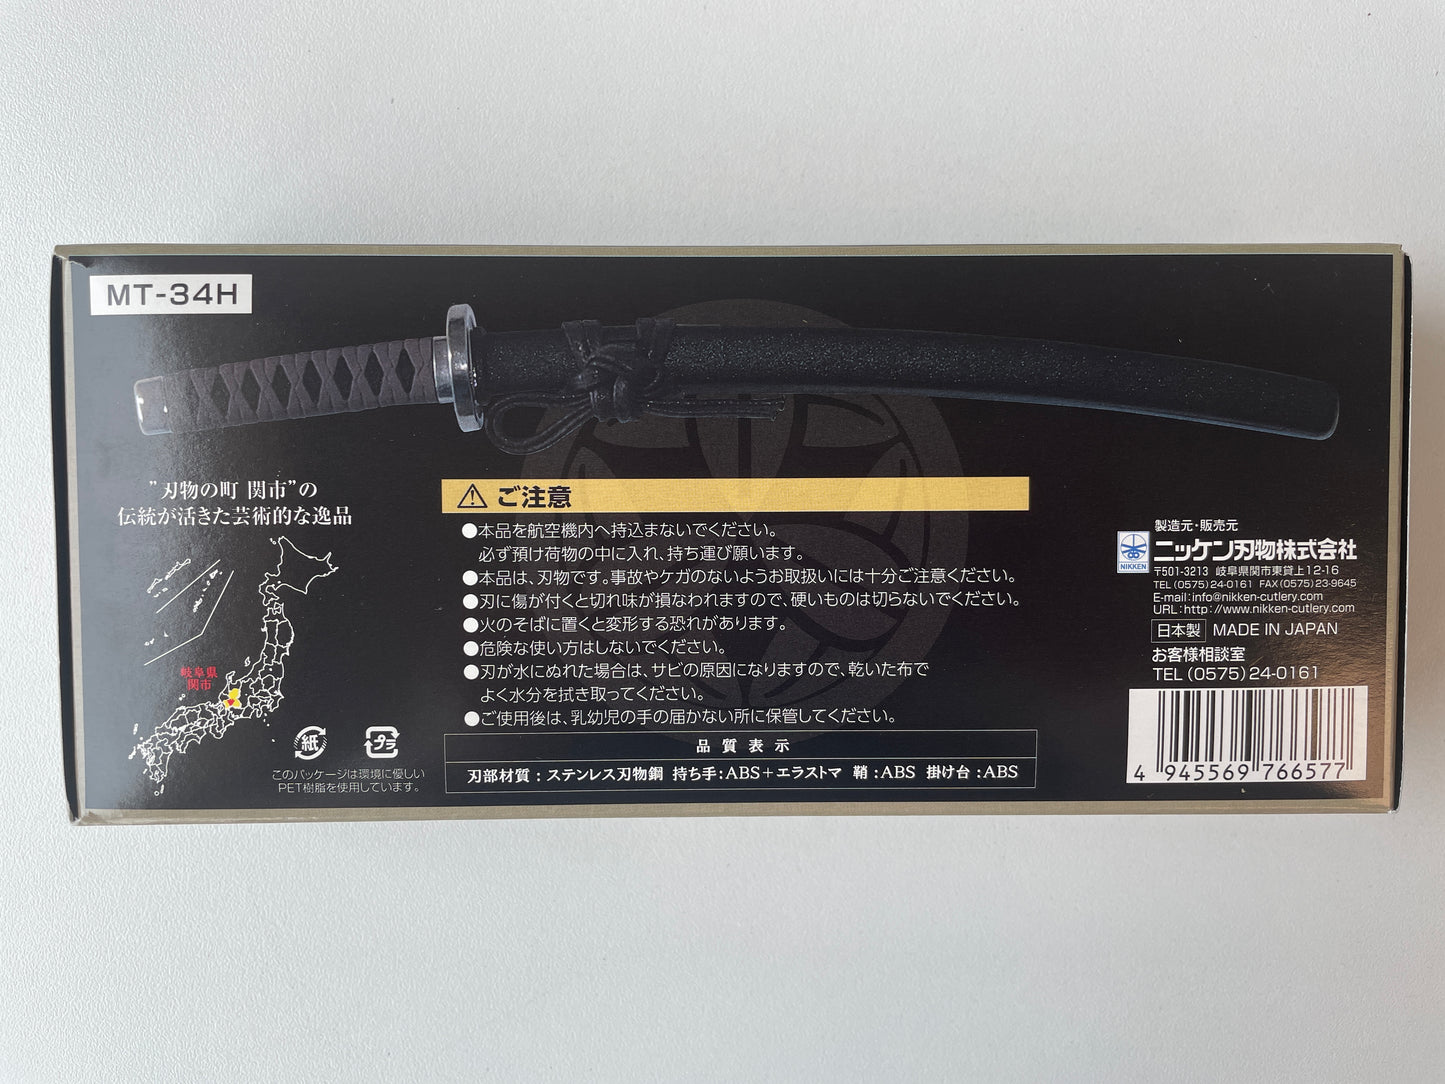 MT-34H
”刃物の町 関市”の
伝統が活きた芸術的な逸品
岐阜県
関市
紙
プラ
このパッケージは環境に優しい
PET樹脂を使用しています。
⚠ ご注意
●本品を航空機内へ持込まないでください。
必ず預け荷物の中に入れ、持ち運び願います。
●本品は、刃物です。事故やケガのないようお取扱いには十分ご注意ください。
●刃に傷が付くと切れ味が損なわれますので、硬いものは切らないでください。
●火のそばに置くと変形する恐れがあります。
●危険な使い方はしないでください。
●刃が水にぬれた場合は、サビの原因になりますので、乾いた布で
よく水分を拭き取ってください。
●ご使用後は、乳幼児の手の届かない所に保管してください。
品質表示
刃部材質：ステンレス刃物鋼 持ち手：ABS＋エラストマ 鞘：ABS 掛け台：ABS
製造元・販売元
NIKKEN
ニッケン刃物株式会社
〒501-3213 岐阜県関市東貸上12-16
TEL(0575)24-0161 FAX(0575)23-9645
E-mail:info@nikken-cutlery.com
URL:http://www.nikken-cutlery.com
日本製 MADE IN JAPAN
お客様相談室
TEL(0575)24-0161
4 945569 766577